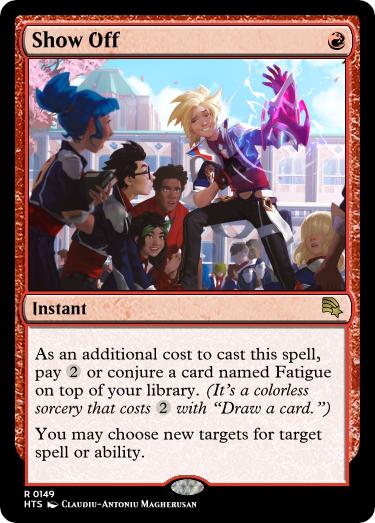 Show Off
Instant
As an additional cost to cast this spell,
pay 2 or conjure a card named Fatigue
on top of your library. (It's a colorless
sorcery that costs 2 with “Draw a card.”)
You may choose new targets for target
spell or ability.
R 0149
HTS Claudiu-Antoniu Magherusan